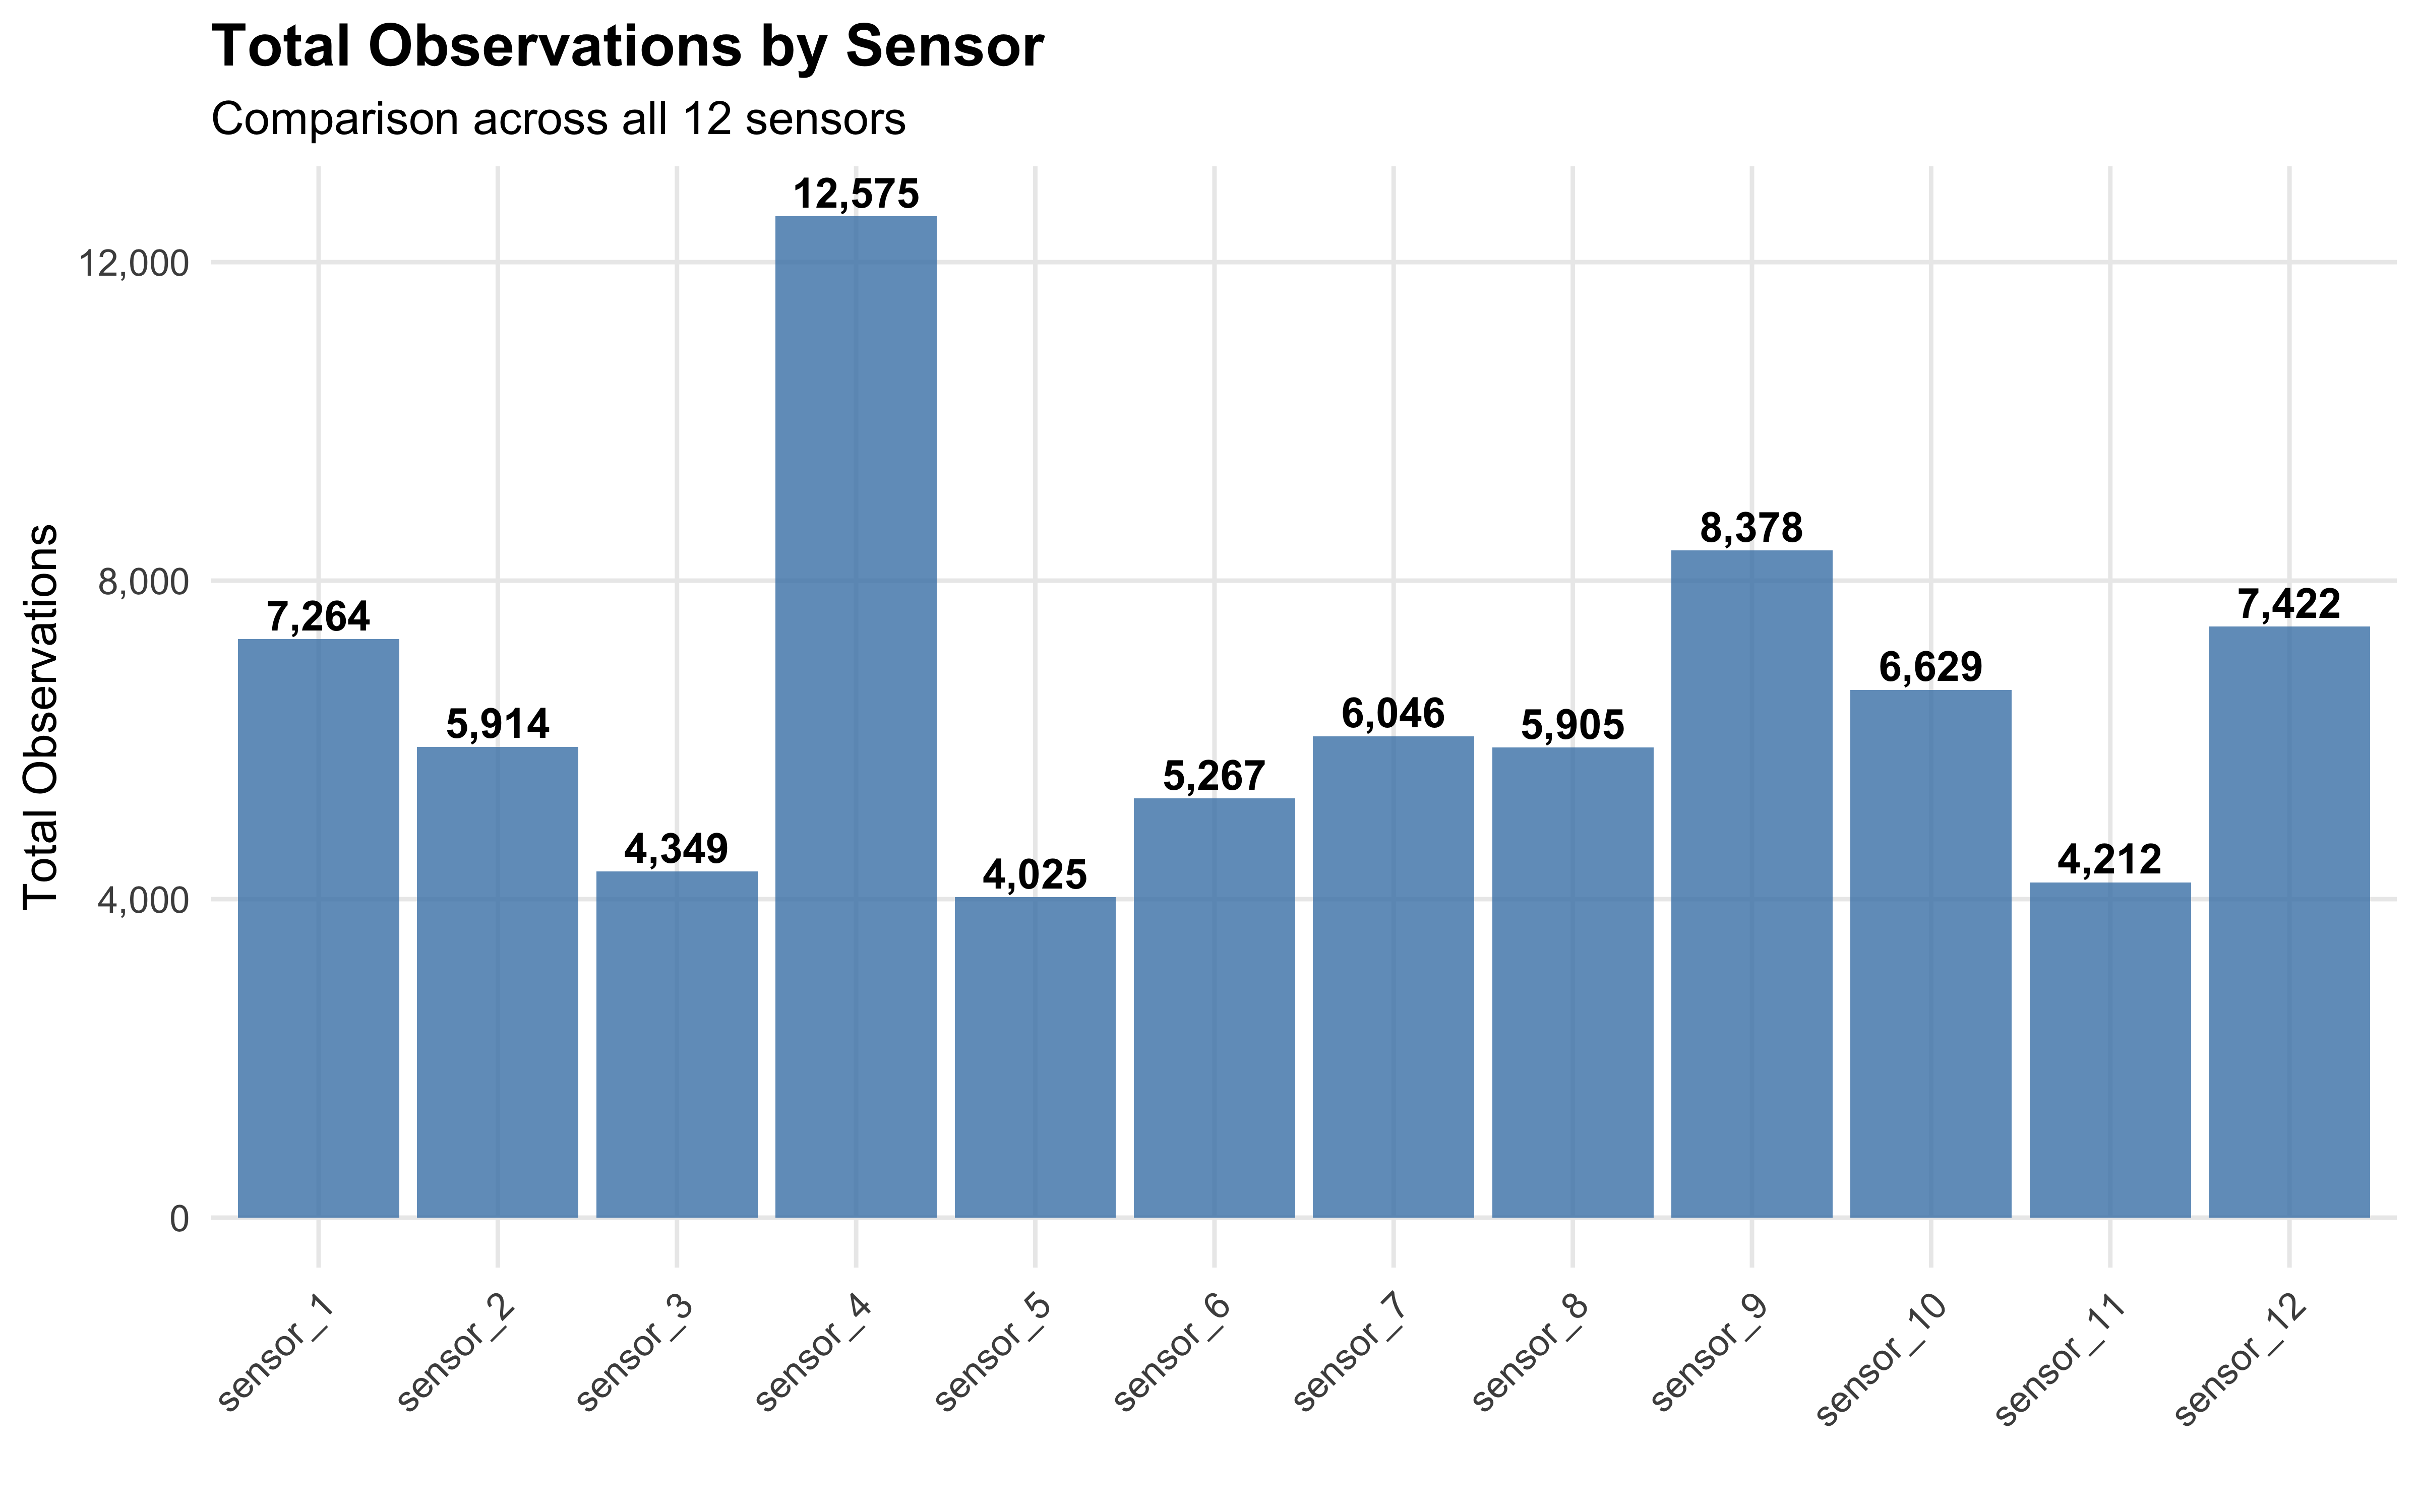 Total Observations by Sensor
Comparison across all 12 sensors
Total Observations
12,000
8,000
4,000
0
7,264
5,914
4,349
12,575
4,025
5,267
6,046
5,905
8,378
6,629
4,212
7,422
sensor_1
sensor_2
sensor_3
sensor_4
sensor_5
sensor_6
sensor_7
sensor_8
sensor_9
sensor_10
sensor_11
sensor_12